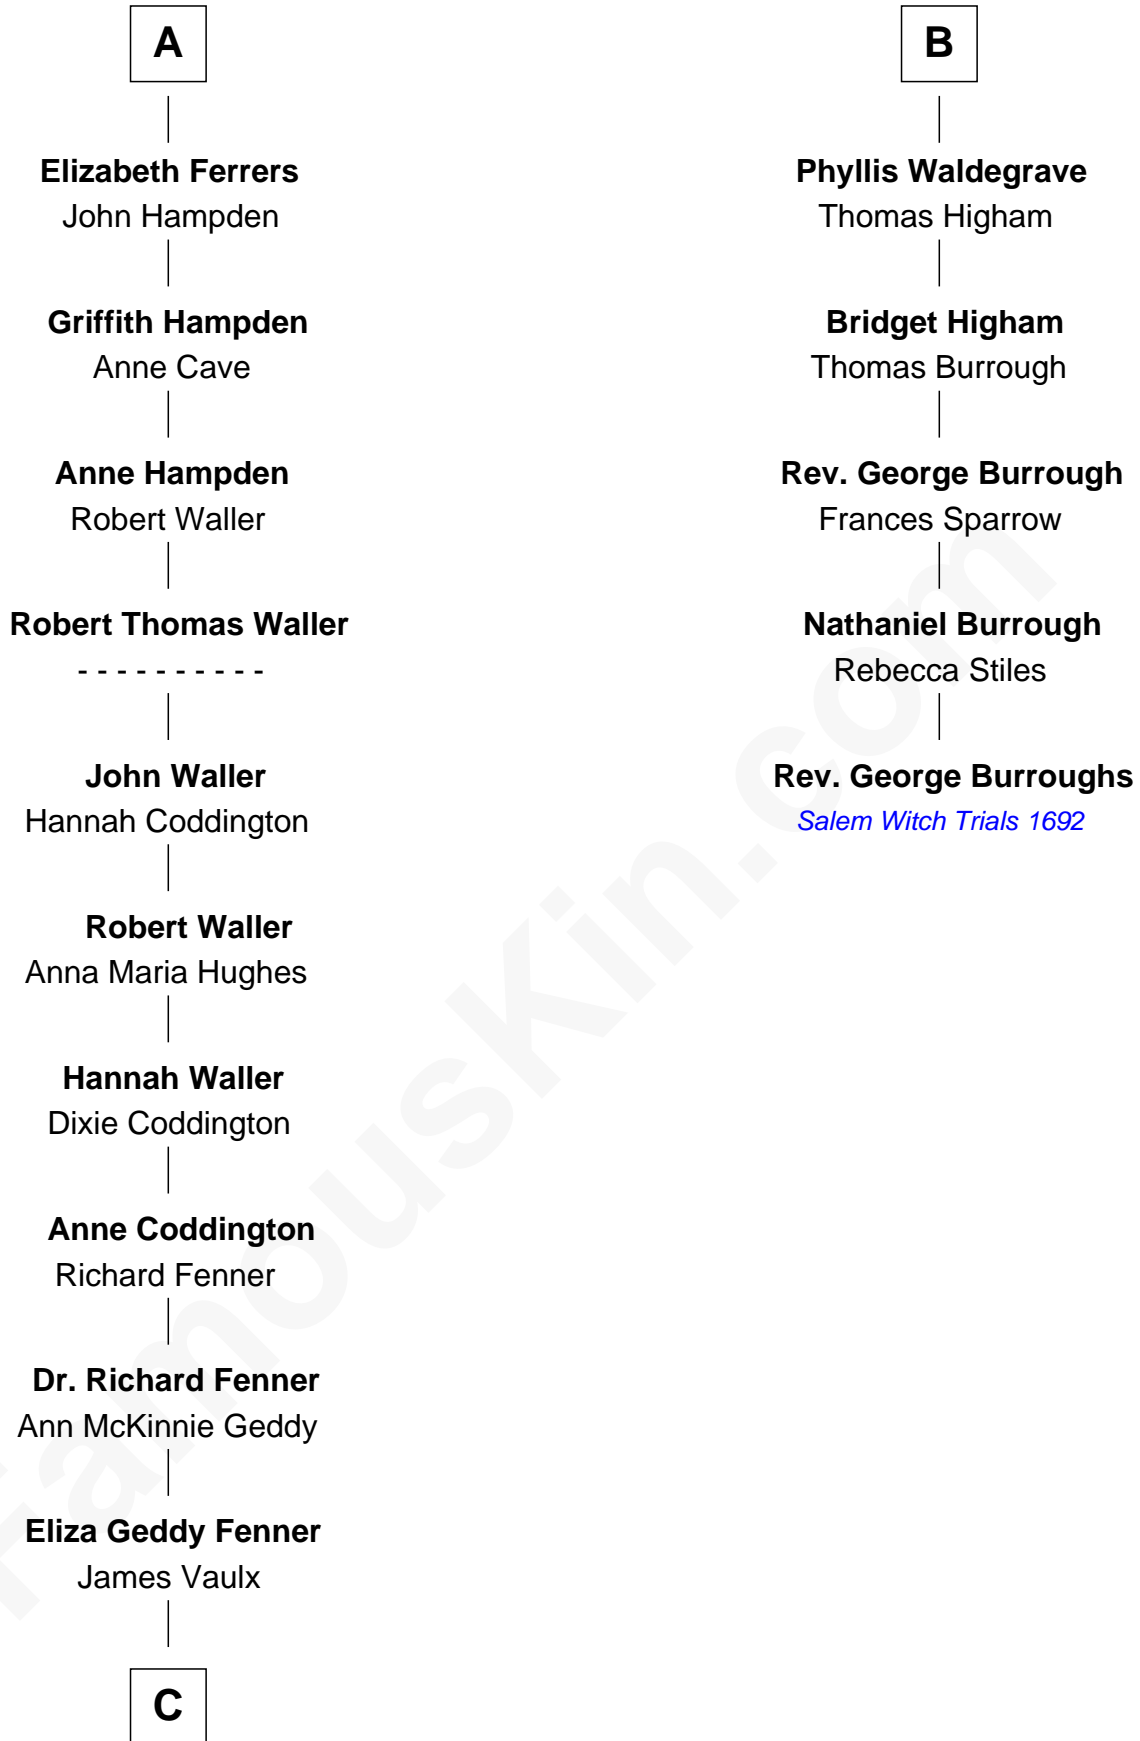 A
Elizabeth Ferrers
John Hampden
Griffith Hampden
Anne Cave
Anne Hampden
Robert Waller
Robert Thomas Waller
- - - - - - - - - -
John Waller
Hannah Coddington
Robert Waller
Anna Maria Hughes
Hannah Waller
Dixie Coddington
Anne Coddington
Richard Fenner
Dr. Richard Fenner
Ann McKinnie Geddy
Eliza Geddy Fenner
James Vaulx
C
B
Phyllis Waldegrave
Thomas Higham
Bridget Higham
Thomas Burrough
Rev. George Burrough
Frances Sparrow
Nathaniel Burrough
Rebecca Stiles
Rev. George Burroughs
Salem Witch Trials 1692
FamousKin.com